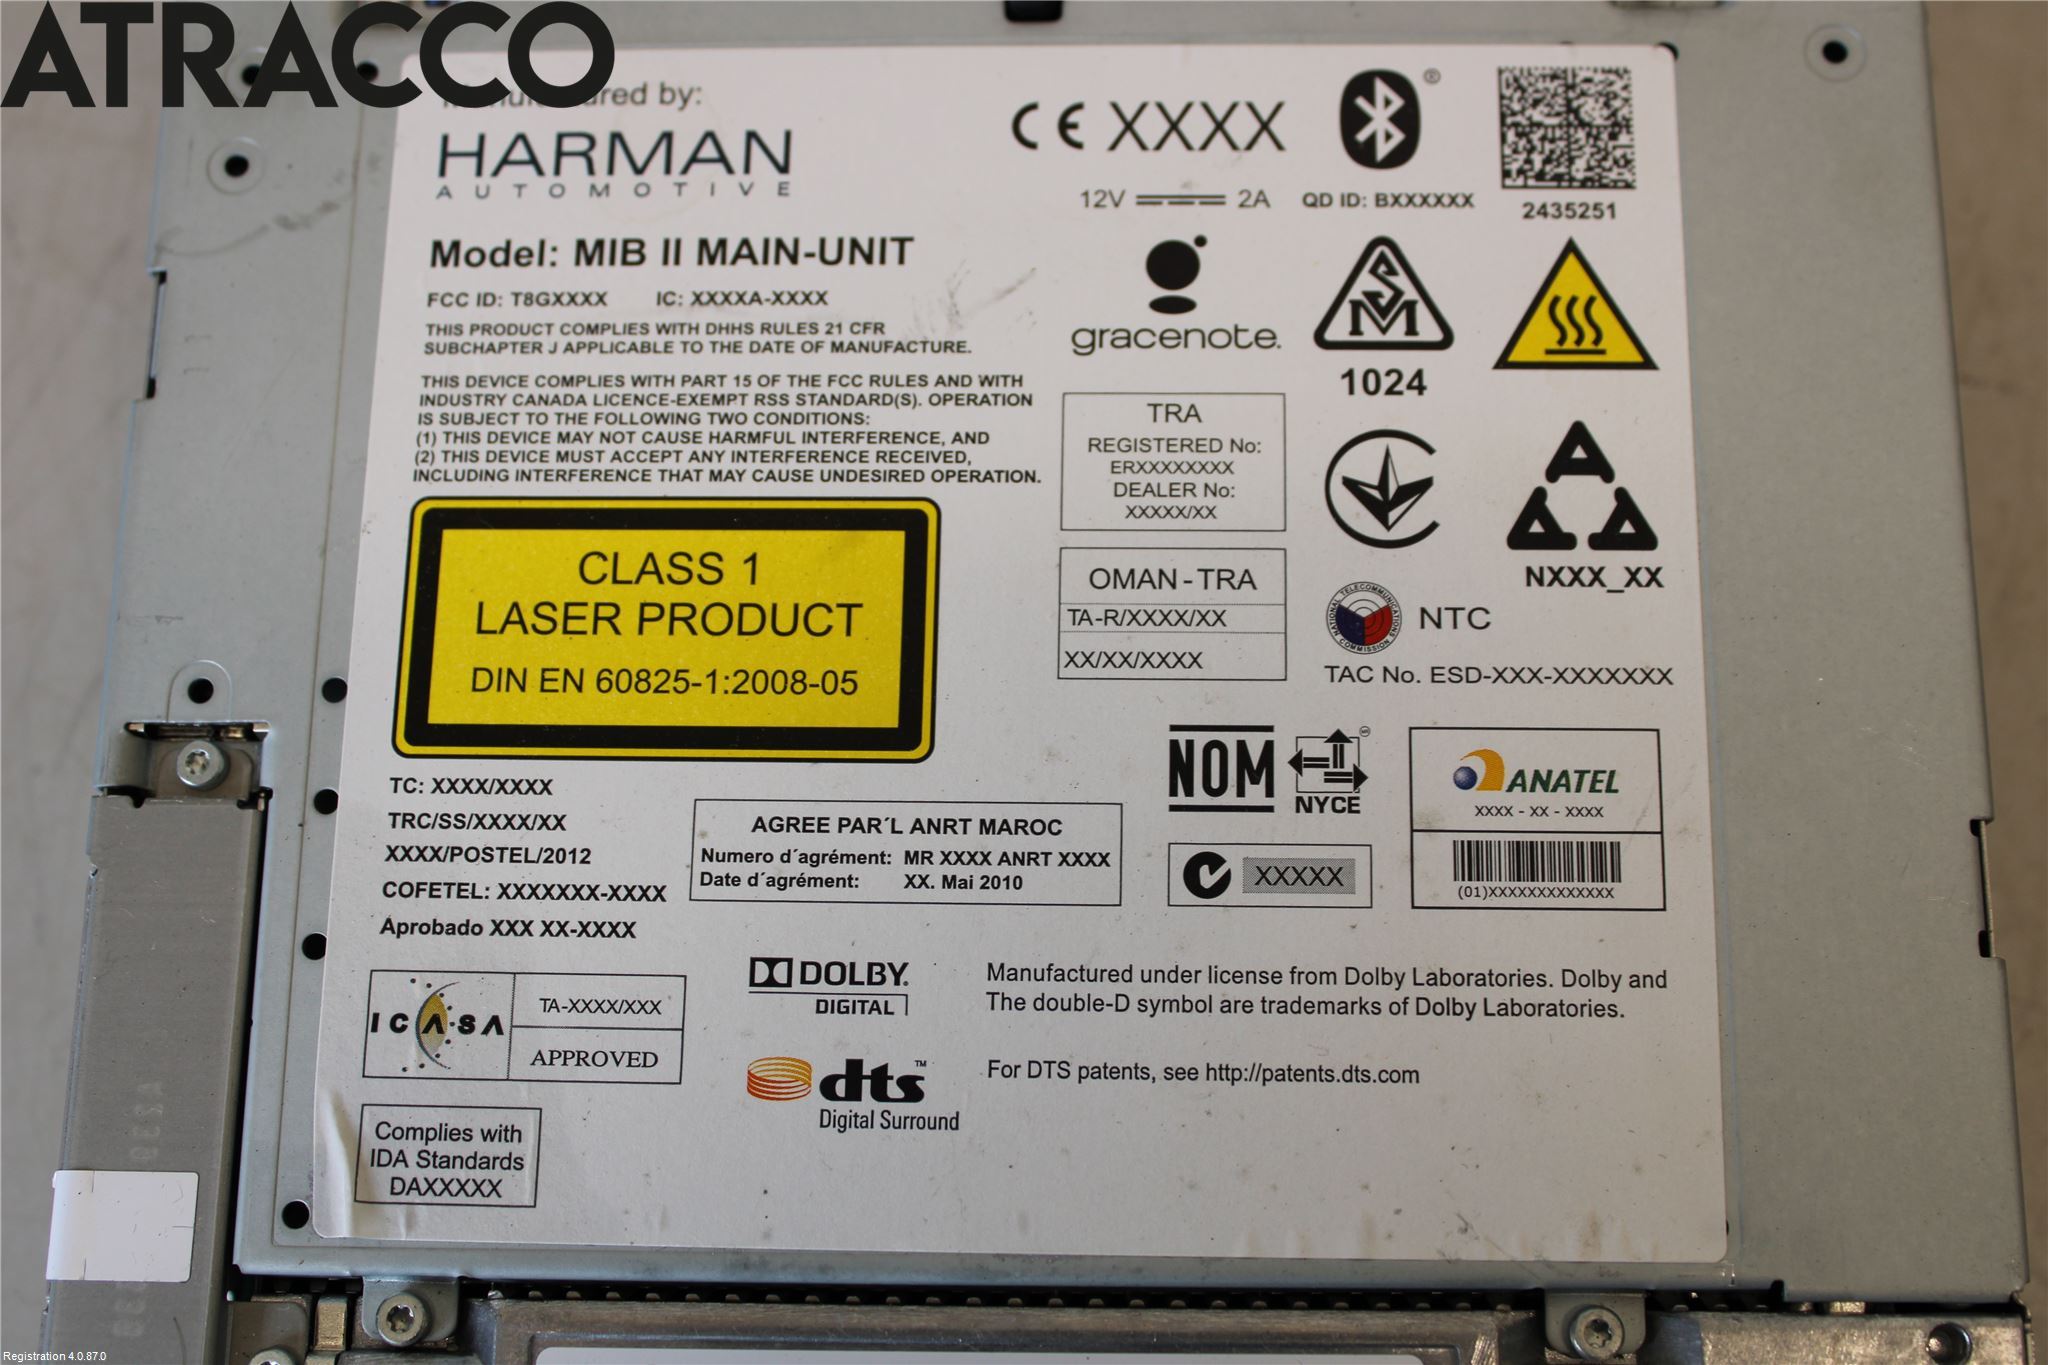 ATRACCO
Manufactured by:
HARMAN
AUTOMOTIVE
Model: MIB II MAIN-UNIT
FCC ID: T8GXXXX IC: XXXXA-XXXX
THIS PRODUCT COMPLIES WITH DHHS RULES 21 CFR
SUBCHAPTER J APPLICABLE TO THE DATE OF MANUFACTURE.
THIS DEVICE COMPLIES WITH PART 15 OF THE FCC RULES AND WITH
INDUSTRY CANADA LICENCE-EXEMPT RSS STANDARD(S). OPERATION
IS SUBJECT TO THE FOLLOWING TWO CONDITIONS:
(1) THIS DEVICE MAY NOT CAUSE HARMFUL INTERFERENCE, AND
(2) THIS DEVICE MUST ACCEPT ANY INTERFERENCE RECEIVED,
INCLUDING INTERFERENCE THAT MAY CAUSE UNDESIRED OPERATION.
CE XXXX
®
12V 2A
QD ID: BXXXXXX
2435251
gracenote.
SM
1024
TRA
REGISTERED No:
ERXXXXXXXX
DEALER No:
XXXXX/XX
AAA
NXXX_XX
OMAN-TRA
TA-R/XXXX/XX
XX/XX/XXXX
NATIONAL TELECOMMUNICATIONS COMMISSION
NTC
TAC No. ESD-XXX-XXXXXXX
CLASS 1
LASER PRODUCT
DIN EN 60825-1:2008-05
TC: XXXX/XXXX
TRC/SS/XXXX/XX
XXXX/POSTEL/2012
COFETEL: XXXXXXX-XXXX
Aprobado XXX XX-XXXX
AGREE PAR´L ANRT MAROC
Numero d´agrément: MR XXXX ANRT XXXX
Date d´agrément: XX. Mai 2010
NOM
NYCE
XXXXX
ANATEL
XXXX - XX - XXXX
(01)XXXXXXXXXXXXXX
ICASA
TA-XXXX/XXX
APPROVED
DOLBY.
DIGITAL
Manufactured under license from Dolby Laboratories. Dolby and
The double-D symbol are trademarks of Dolby Laboratories.
dts™
Digital Surround
For DTS patents, see http://patents.dts.com
Complies with
IDA Standards
DAXXXXX
Registration 4.0.87.0